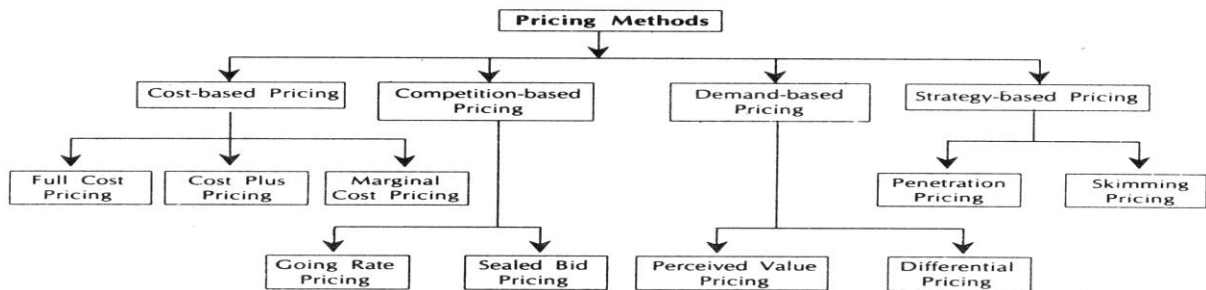 Pricing Methods
Cost-based Pricing
Competition-based
Pricing
Demand-based
Pricing
Strategy-based Pricing
Full Cost
Pricing
Cost Plus
Pricing
Marginal
Cost Pricing
Penetration
Pricing
Skimming
Pricing
Going Rate
Pricing
Sealed Bid
Pricing
Perceived Value
Pricing
Differential
Pricing